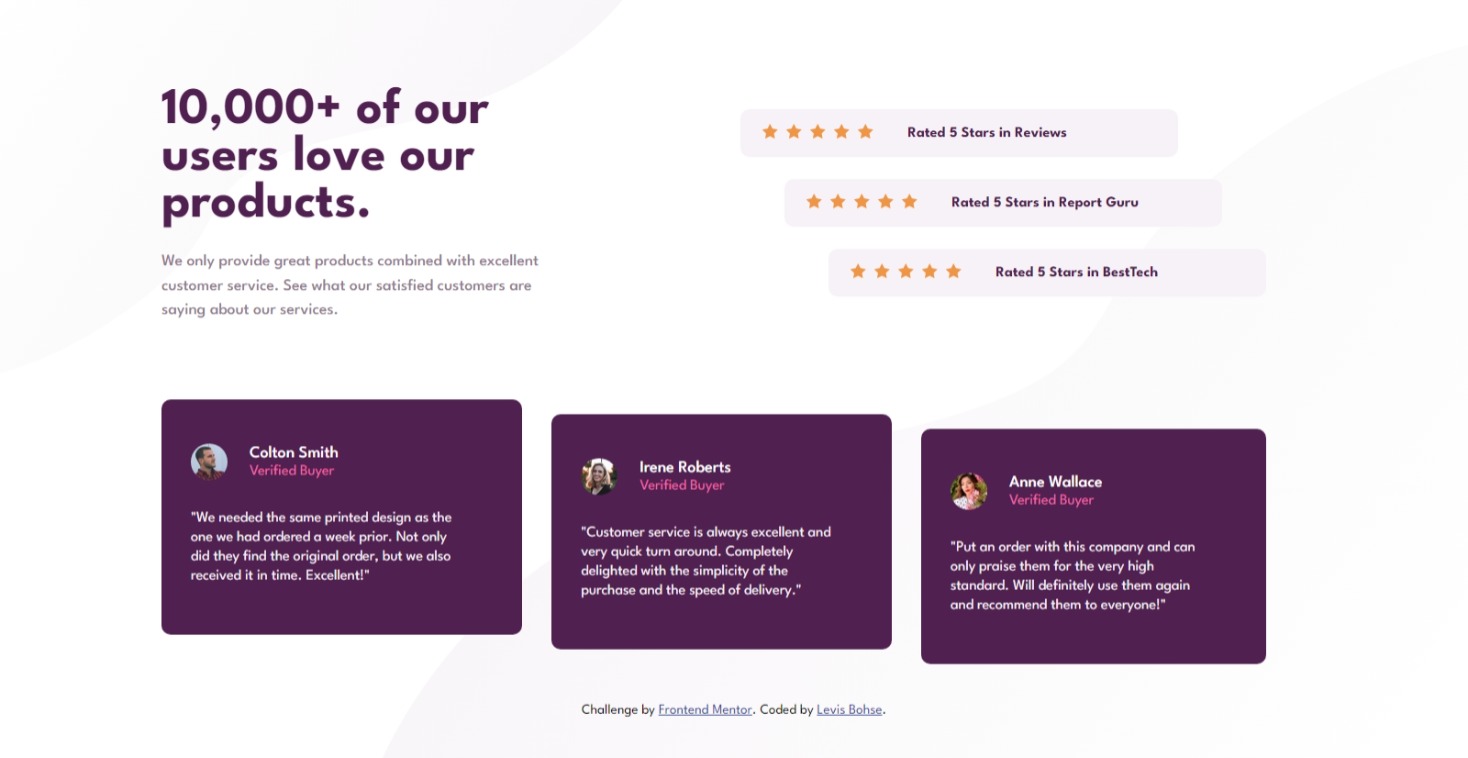 10,000+ of our
users love our
products.
We only provide great products combined with excellent
customer service. See what our satisfied customers are
saying about our services.
Rated 5 Stars in Reviews
Rated 5 Stars in Report Guru
Rated 5 Stars in BestTech
Colton Smith
Verified Buyer
"We needed the same printed design as the
one we had ordered a week prior. Not only
did they find the original order, but we also
received it in time. Excellent!"
Irene Roberts
Verified Buyer
"Customer service is always excellent and
very quick turn around. Completely
delighted with the simplicity of the
purchase and the speed of delivery."
Anne Wallace
Verified Buyer
"Put an order with this company and can
only praise them for the very high
standard. Will definitely use them again
and recommend them to everyone!"
Challenge by Frontend Mentor. Coded by Levis Bohse.